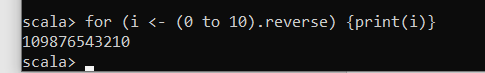 scala> for (i <- (0 to 10).reverse) {print(i)}
109876543210
scala>